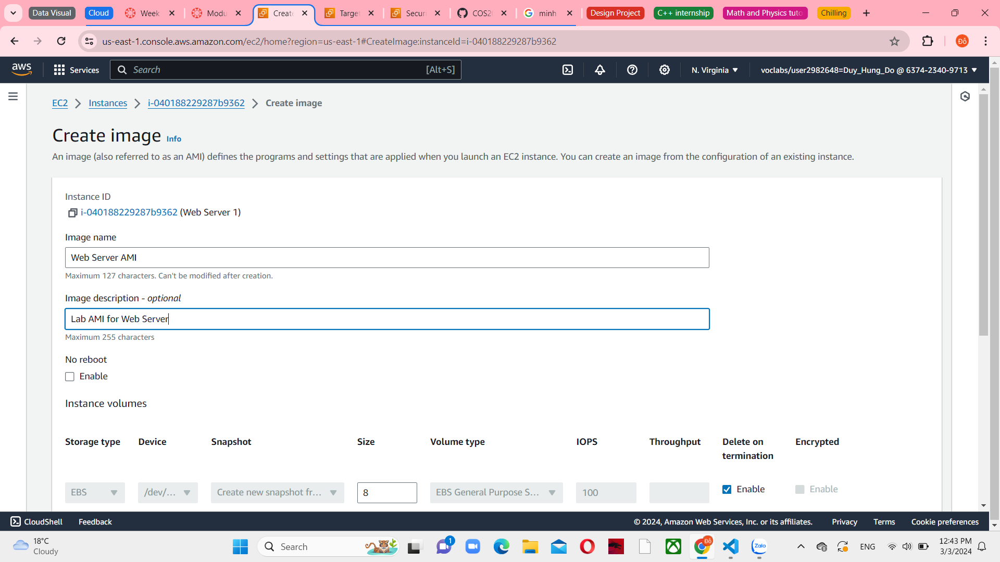 Data Visual Cloud Week Modu Create Targe Securi COS20 minh Design Project C++ internship Math and Physics tuto Chilling
us-east-1.console.aws.amazon.com/ec2/home?region=us-east-1#CreateImage:instanceId=i-040188229287b9362 Đỗ
aws Services Search [Alt+S] N. Virginia voclabs/user2982648=Duy_Hung_Do @ 6374-2340-9713
EC2 Instances i-040188229287b9362 Create image
Create image Info
An image (also referred to as an AMI) defines the programs and settings that are applied when you launch an EC2 instance. You can create an image from the configuration of an existing instance.
Instance ID
i-040188229287b9362 (Web Server 1)
Image name
Web Server AMI
Maximum 127 characters. Can't be modified after creation.
Image description - optional
Lab AMI for Web Server
Maximum 255 characters
No reboot
Enable
Instance volumes
Storage type Device Snapshot Size Volume type IOPS Throughput Delete on termination Encrypted
EBS /dev/... Create new snapshot fr... 8 EBS General Purpose S... 100 Enable Enable
CloudShell Feedback © 2024, Amazon Web Services, Inc. or its affiliates. Privacy Terms Cookie preferences
18°C
Cloudy
Search 1 Đỗ Zalo ENG
12:43 PM
3/3/2024